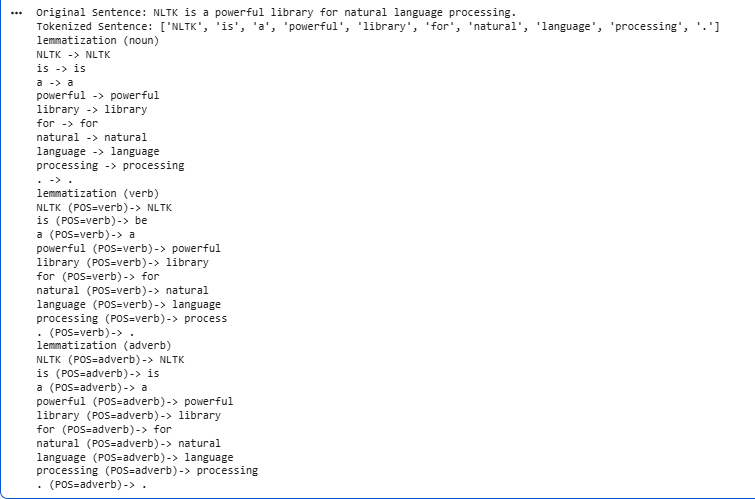 Original Sentence: NLTK is a powerful library for natural language processing.
Tokenized Sentence: ['NLTK', 'is', 'a', 'powerful', 'library', 'for', 'natural', 'language', 'processing', '.']
lemmatization (noun)
NLTK -> NLTK
is -> is
a -> a
powerful -> powerful
library -> library
for -> for
natural -> natural
language -> language
processing -> processing
. -> .
lemmatization (verb)
NLTK (POS=verb)-> NLTK
is (POS=verb)-> be
a (POS=verb)-> a
powerful (POS=verb)-> powerful
library (POS=verb)-> library
for (POS=verb)-> for
natural (POS=verb)-> natural
language (POS=verb)-> language
processing (POS=verb)-> process
. (POS=verb)-> .
lemmatization (adverb)
NLTK (POS=adverb)-> NLTK
is (POS=adverb)-> is
a (POS=adverb)-> a
powerful (POS=adverb)-> powerful
library (POS=adverb)-> library
for (POS=adverb)-> for
natural (POS=adverb)-> natural
language (POS=adverb)-> language
processing (POS=adverb)-> processing
. (POS=adverb)-> .